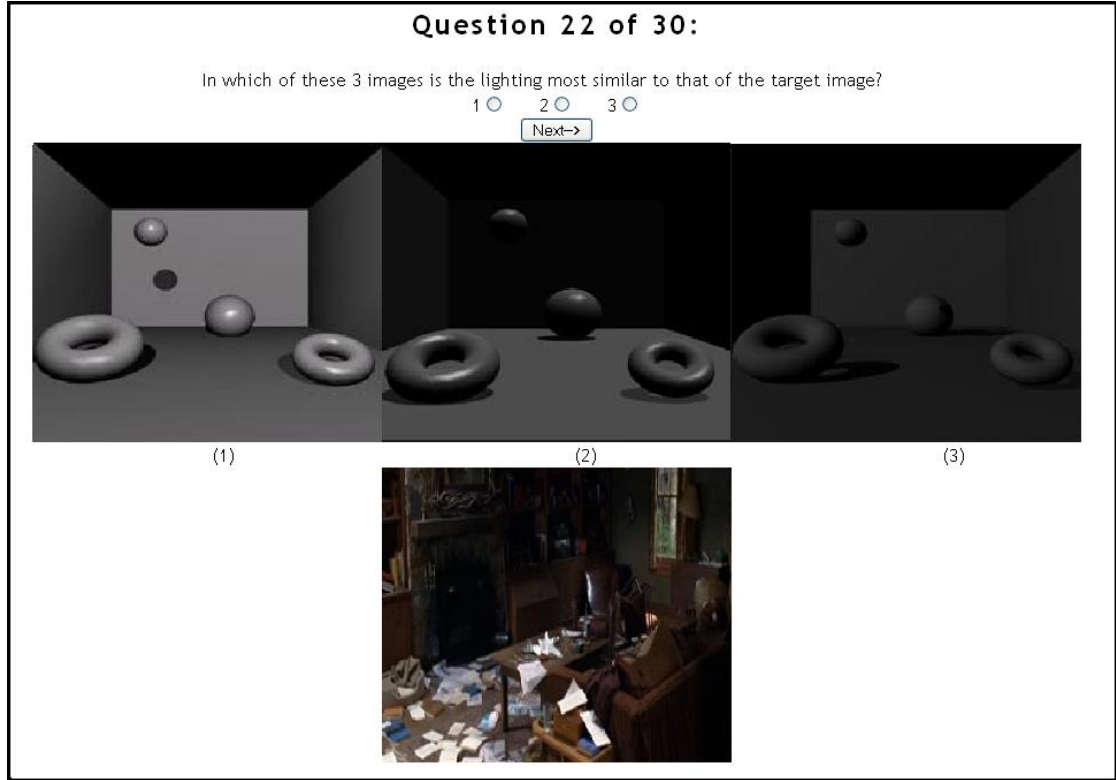 Question 22 of 30:
In which of these 3 images is the lighting most similar to that of the target image?
1 2 3
Next-->
(1) (2) (3)